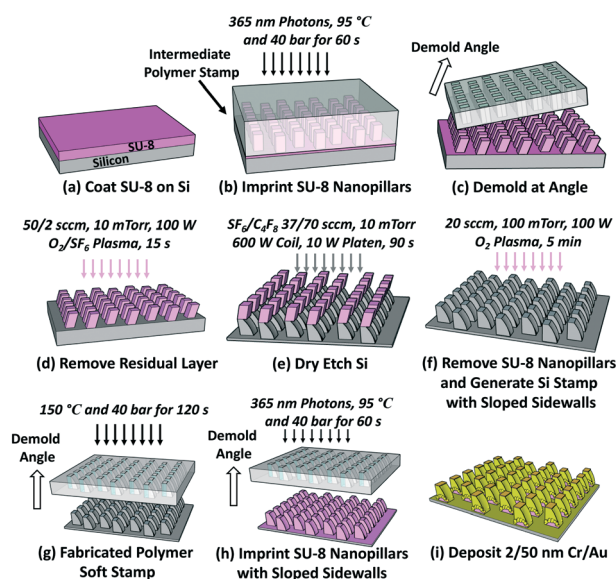 365 nm Photons, 95 °C
and 40 bar for 60 s
Intermediate
Polymer Stamp
Demold Angle
SU-8
Silicon
(a) Coat SU-8 on Si
(b) Imprint SU-8 Nanopillars
(c) Demold at Angle
50/2 sccm, 10 mTorr, 100 W
O₂/SF₆ Plasma, 15 s
SF₆/C₄F₈ 37/70 sccm, 10 mTorr
600 W Coil, 10 W Platen, 90 s
20 sccm, 100 mTorr, 100 W
O₂ Plasma, 5 min
(d) Remove Residual Layer
(e) Dry Etch Si
(f) Remove SU-8 Nanopillars
and Generate Si Stamp
with Sloped Sidewalls
150 °C and 40 bar for 120 s
Demold
Angle
365 nm Photons, 95 °C
and 40 bar for 60 s
Demold
Angle
(g) Fabricated Polymer
Soft Stamp
(h) Imprint SU-8 Nanopillars
with Sloped Sidewalls
(i) Deposit 2/50 nm Cr/Au